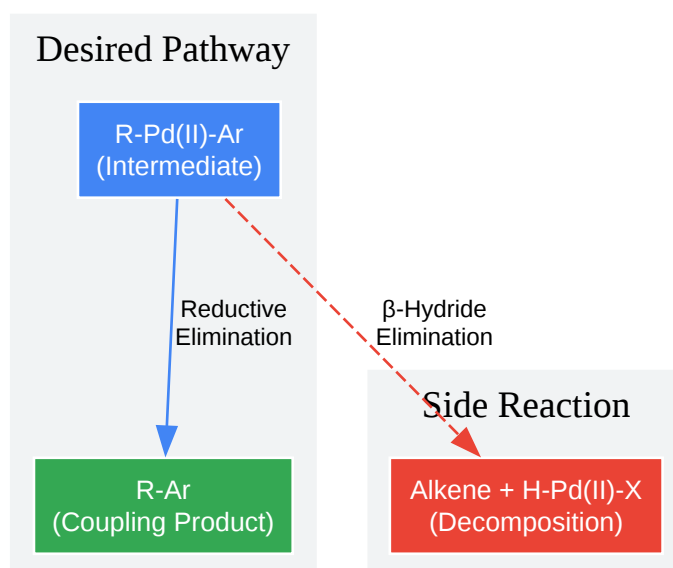 Desired Pathway
R-Pd(II)-Ar
(Intermediate)
Reductive
Elimination
β-Hydride
Elimination
Side Reaction
R-Ar
(Coupling Product)
Alkene + H-Pd(II)-X
(Decomposition)